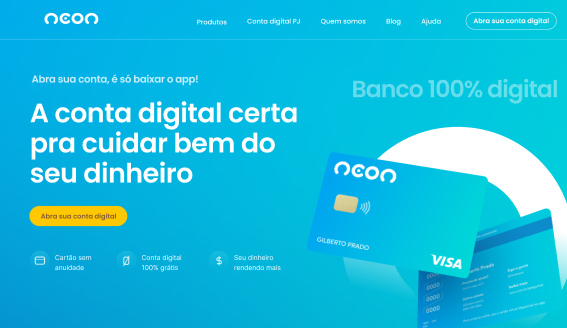 neon
Produtos
Conta digital PJ
Quem somos
Blog
Ajuda
Abra sua conta digital
Abra sua conta, é só baixar o app!
A conta digital certa
pra cuidar bem do
seu dinheiro
Abra sua conta digital
Cartão sem
anuidade
Conta digital
100% grátis
Seu dinheiro
rendendo mais
Banco 100% digital
neon
GILBERTO PRADO
VISA